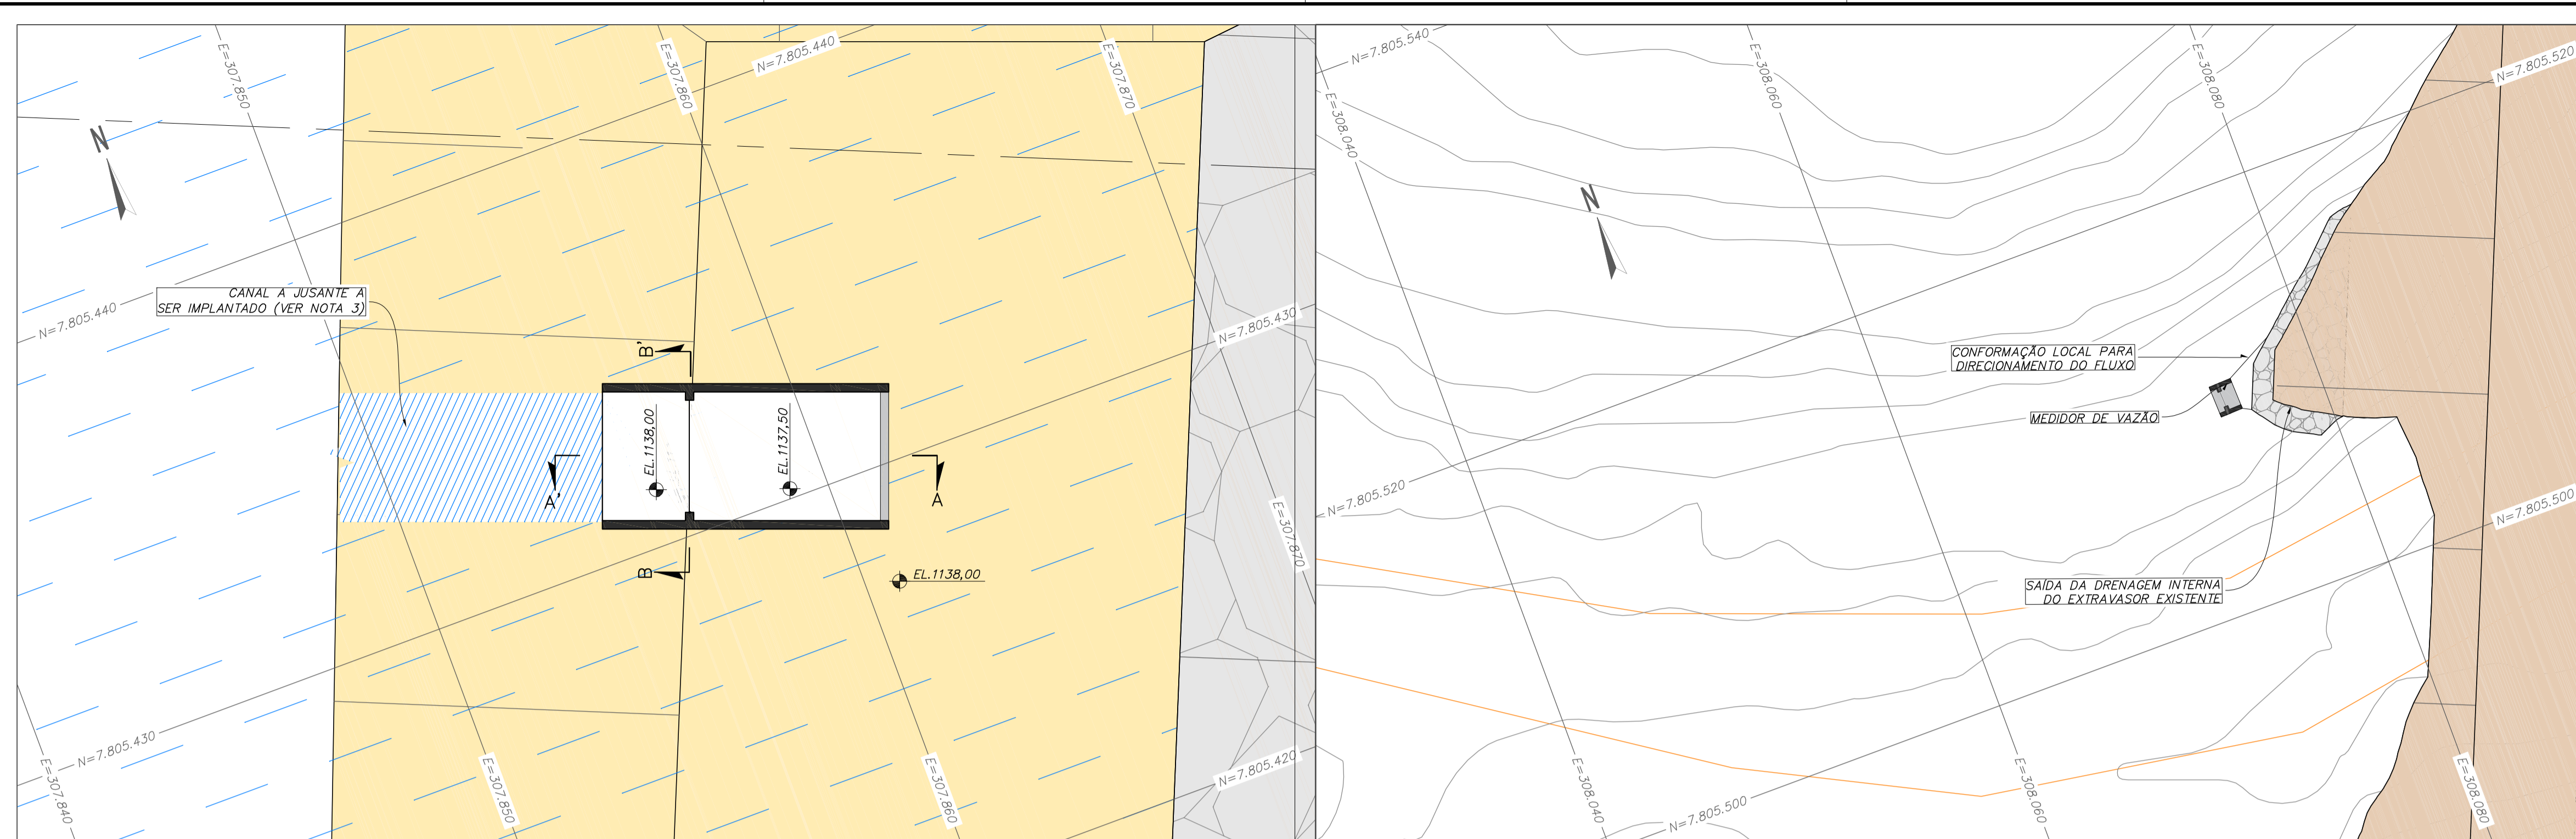 E=307.850
E=307.860
N=7.805.440
E=307.870
N
N=7.805.440
CANAL A JUSANTE A
SER IMPLANTADO (VER NOTA 3)
N=7.805.430
B'
EL.1138,00
EL.1137,50
A'
A
B
EL.1138,00
E=307.870
N=7.805.430
E=307.840
E=307.850
E=307.860
N=7.805.420
N=7.805.540
E=308.060
E=308.080
N=7.805.520
E=308.040
N
CONFORMAÇÃO LOCAL PARA
DIRECIONAMENTO DO FLUXO
MEDIDOR DE VAZÃO
N=7.805.520
N=7.805.500
SAÍDA DA DRENAGEM INTERNA
DO EXTRAVASOR EXISTENTE
E=308.040
N=7.805.500
E=308.060
E=308.080